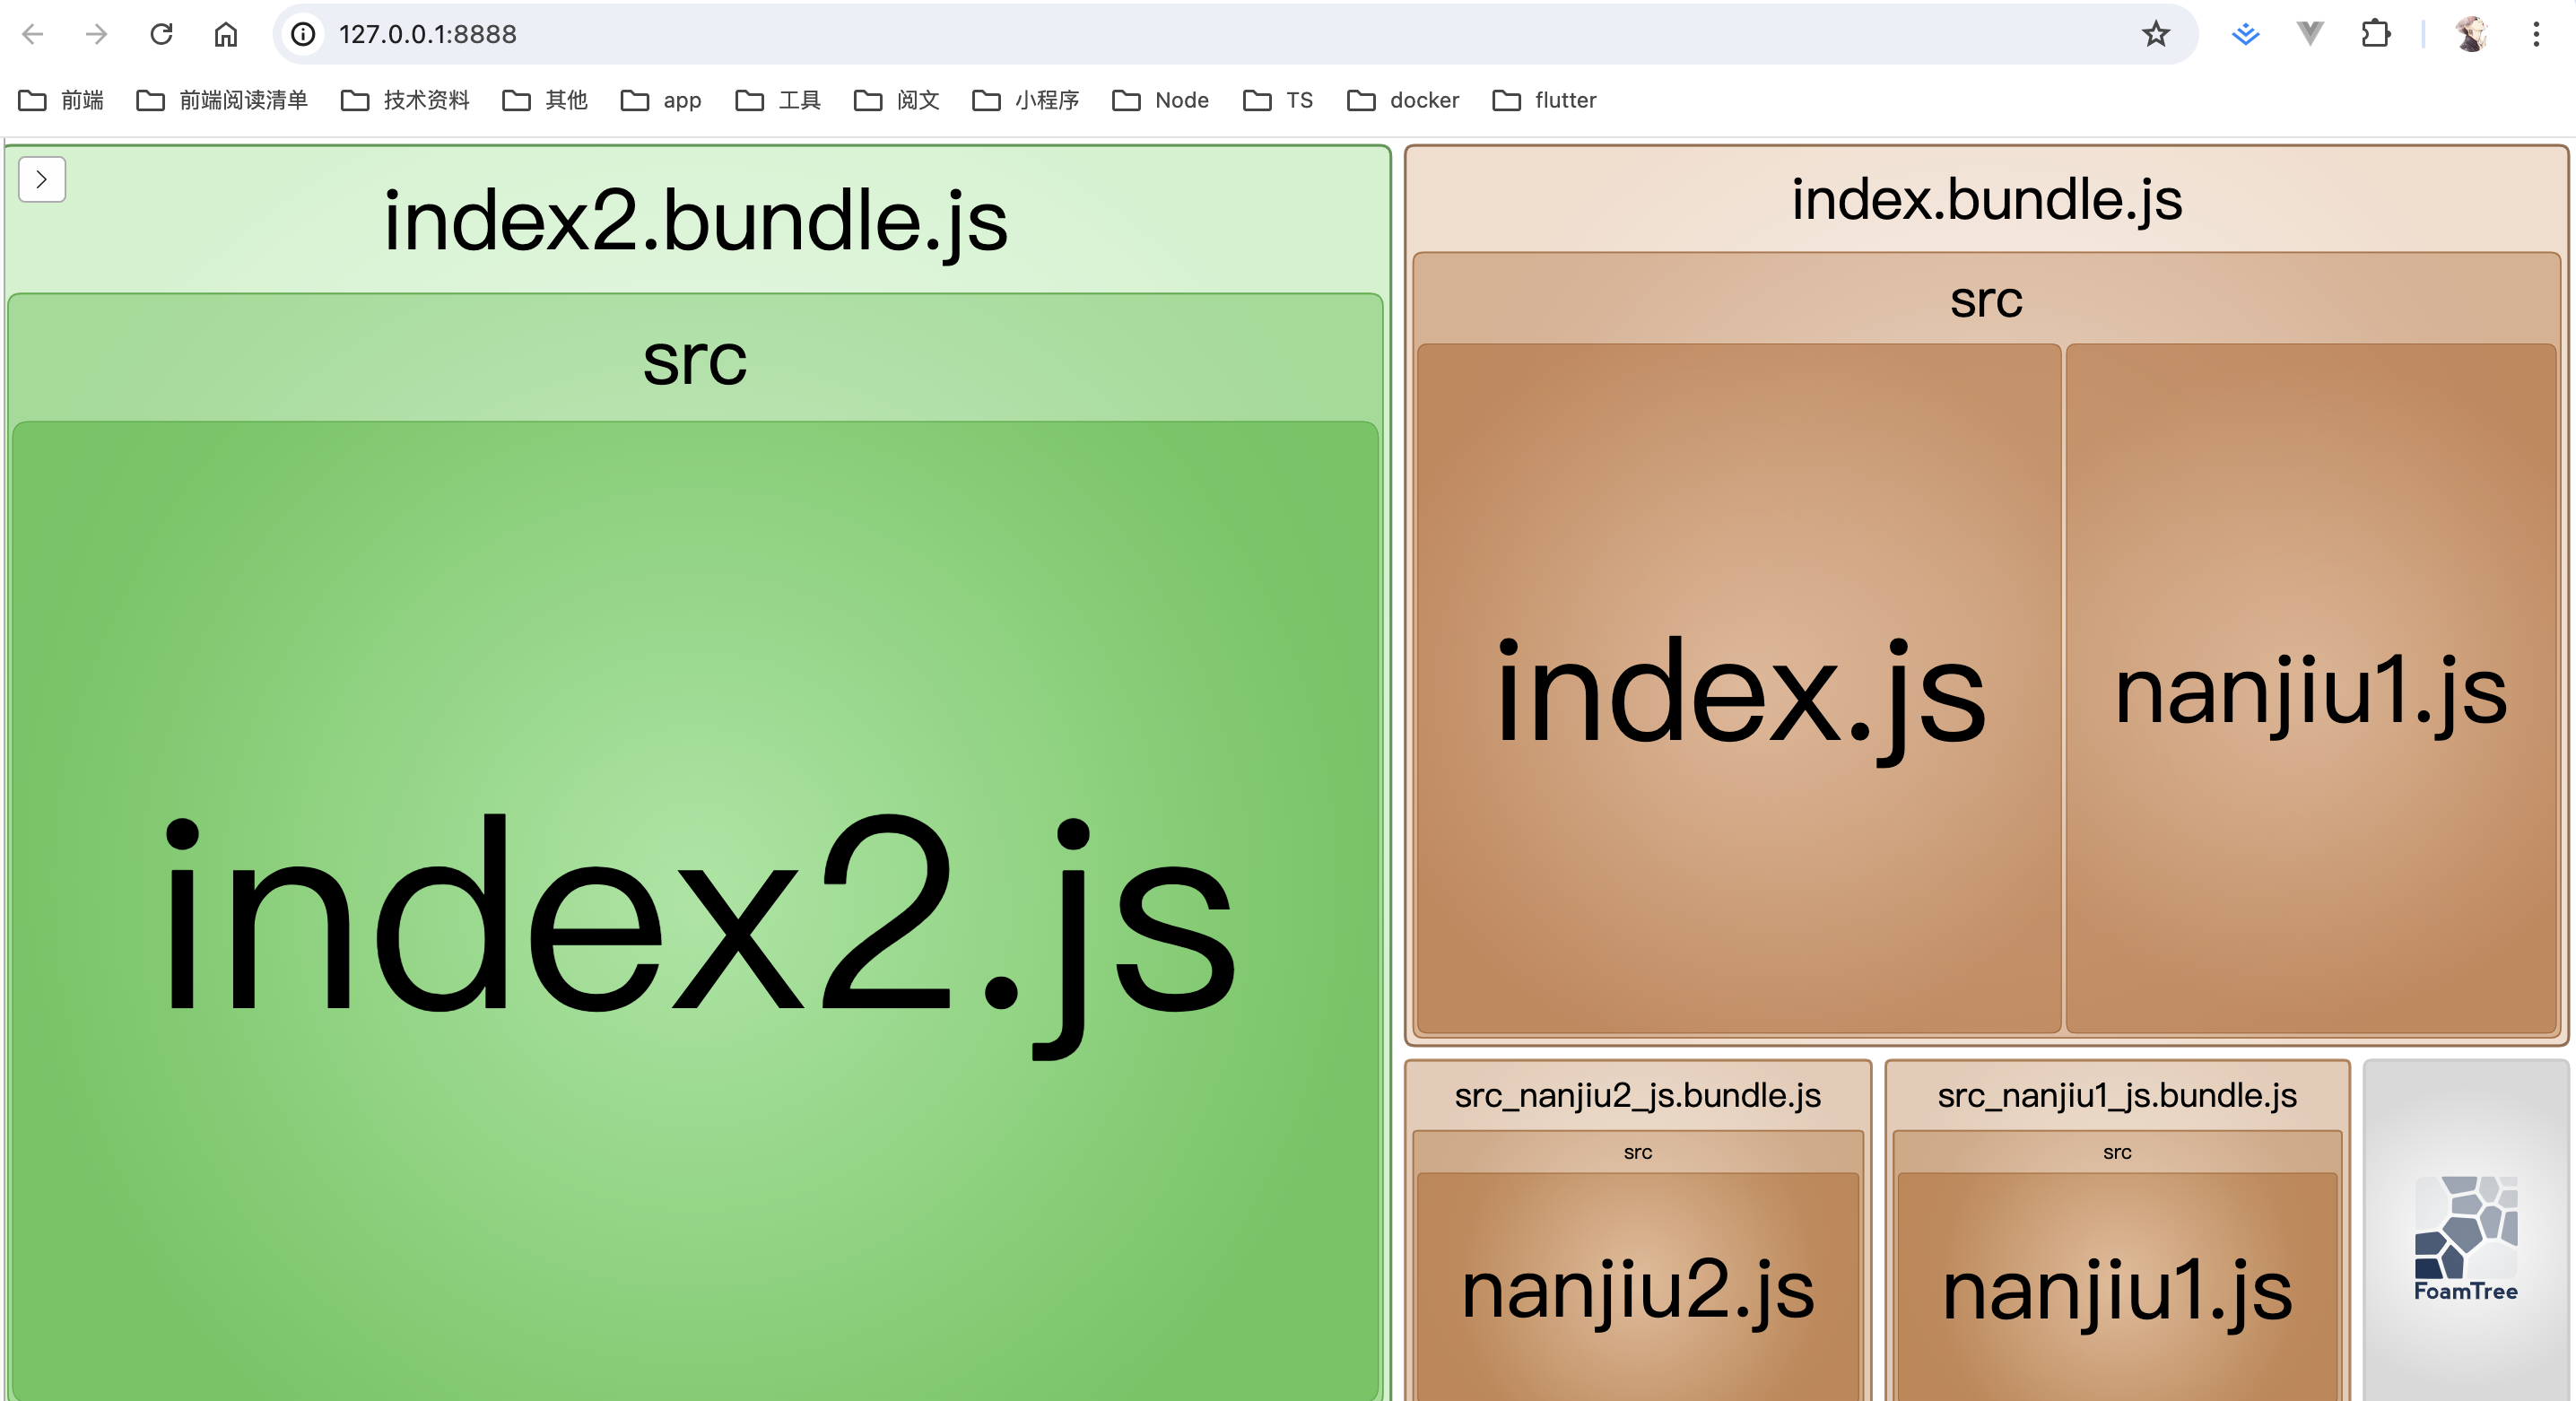 127.0.0.1:8888
前端 前端阅读清单 技术资料 其他 app 工具 阅文 小程序 Node TS docker flutter
index2.bundle.js
src
index2.js
index.bundle.js
src
index.js
nanjiu1.js
src_nanjiu2_js.bundle.js
src
nanjiu2.js
src_nanjiu1_js.bundle.js
src
nanjiu1.js
FoamTree